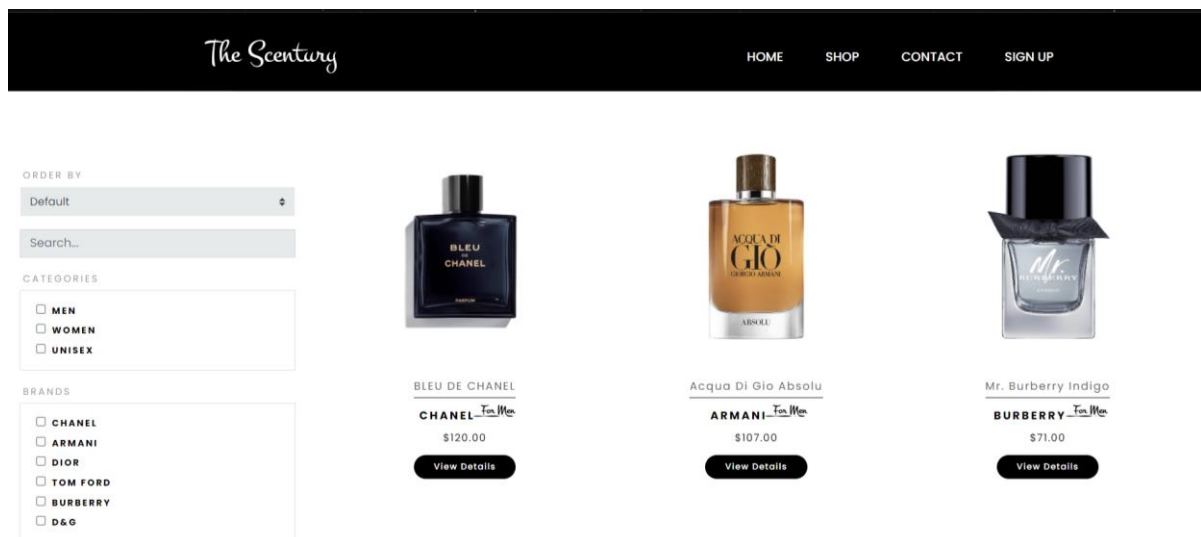 The Scentury
HOME SHOP CONTACT SIGN UP
ORDER BY
Default
Search...
CATEGORIES
MEN
WOMEN
UNISEX
BRANDS
CHANEL
ARMANI
DIOR
TOM FORD
BURBERRY
D&G
BLEU
DE
CHANEL
PARFUM
BLEU DE CHANEL
CHANEL For Men
$120.00
View Details
ACQUA DI
GIÒ
GIORGIO ARMANI
ABSOLU
Acqua Di Gio Absolu
ARMANI For Men
$107.00
View Details
Mr.
BURBERRY
Mr. Burberry Indigo
BURBERRY For Men
$71.00
View Details